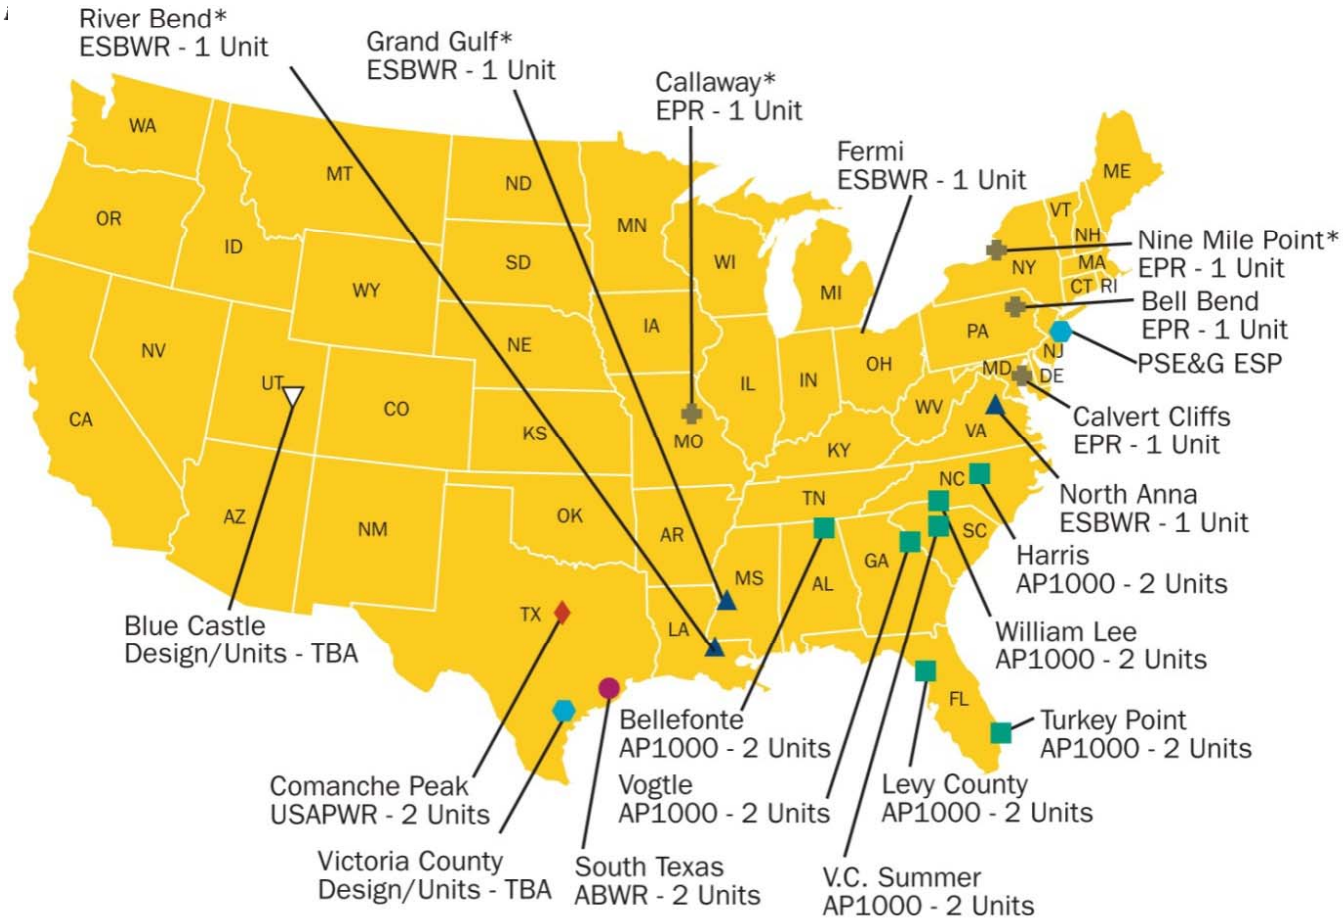 River Bend*
ESBWR - 1 Unit
Grand Gulf*
ESBWR - 1 Unit
Callaway*
EPR - 1 Unit
Fermi
ESBWR - 1 Unit
Nine Mile Point*
EPR - 1 Unit
Bell Bend
EPR - 1 Unit
PSE&G ESP
Calvert Cliffs
EPR - 1 Unit
North Anna
ESBWR - 1 Unit
Harris
AP1000 - 2 Units
William Lee
AP1000 - 2 Units
Turkey Point
AP1000 - 2 Units
Levy County
AP1000 - 2 Units
V.C. Summer
AP1000 - 2 Units
Vogtle
AP1000 - 2 Units
Bellefonte
AP1000 - 2 Units
South Texas
ABWR - 2 Units
Victoria County
Design/Units - TBA
Comanche Peak
USAPWR - 2 Units
Blue Castle
Design/Units - TBA
WA
OR
CA
NV
ID
MT
WY
UT
AZ
CO
NM
ND
SD
NE
KS
OK
TX
MN
IA
MO
AR
LA
WI
IL
MI
IN
OH
KY
TN
MS
AL
GA
FL
SC
NC
VA
WV
PA
NY
VT
NH
ME
MA
CT
RI
NJ
DE
MD